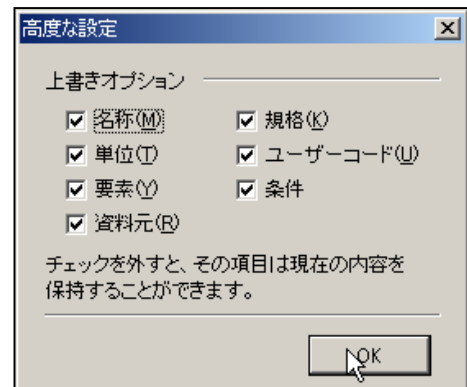 高度な設定
上書きオプション
名称(M) 規格(K)
単位(T) ユーザーコード(U)
要素(Y) 条件
資料元(R)
チェックを外すと、その項目は現在の内容を
保持することができます。
OK